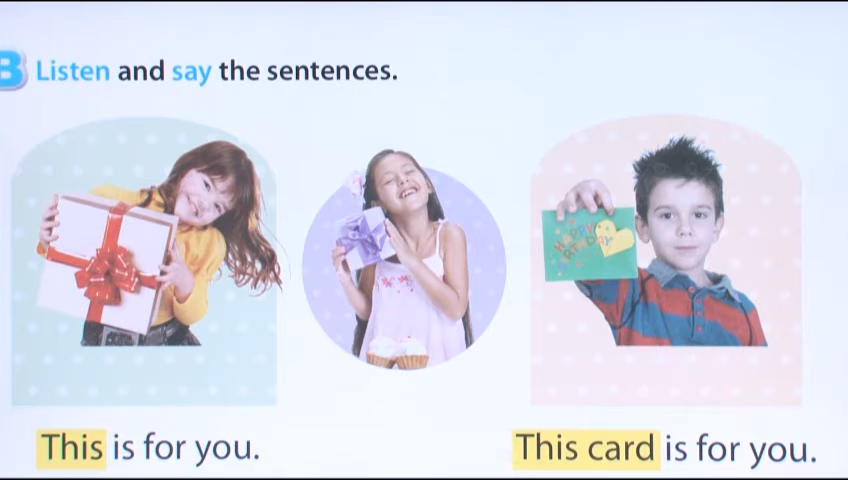 B Listen and say the sentences.
HAPPY
BIRTHDAY
This is for you.
This card is for you.